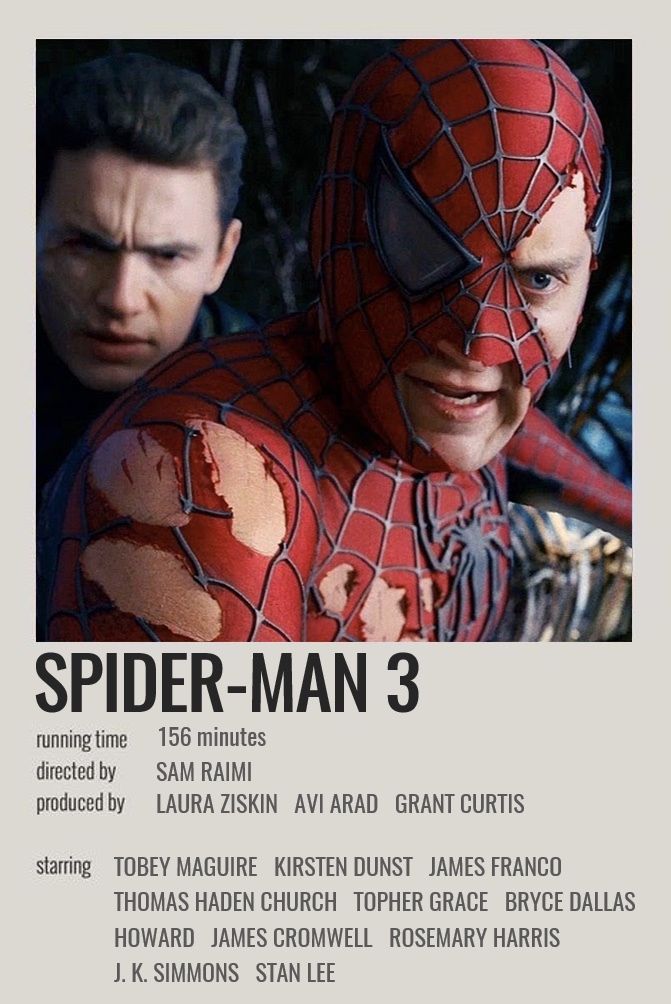 SPIDER-MAN 3
running time 156 minutes
directed by SAM RAIMI
produced by LAURA ZISKIN AVI ARAD GRANT CURTIS
starring TOBEY MAGUIRE KIRSTEN DUNST JAMES FRANCO
THOMAS HADEN CHURCH TOPHER GRACE BRYCE DALLAS
HOWARD JAMES CROMWELL ROSEMARY HARRIS
J. K. SIMMONS STAN LEE